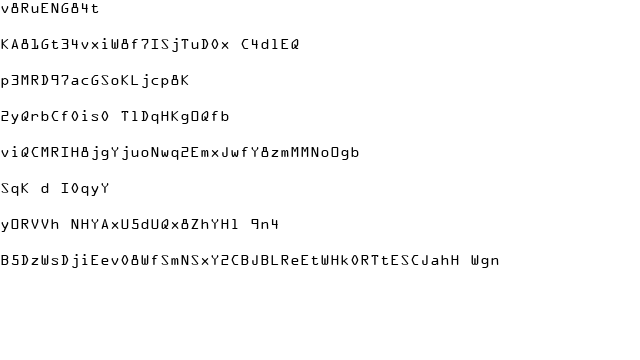 v8RuENG84t
KA81Gt34vxiW8f7ISjTuD0x C4d1EQ
p3MRD97acGSoKLjcp8K
2yQrbCf0is0 T1DqHKgOQfb
viQCMRIH8jgYjuoNwq2EmxJwfY8zmMMNoOgb
SqK d I0qyY
yORVVh NHYAxU5dUQx8ZhYH1 9n4
B5DzWsDjiEev08WfSmNSxY2CBJBLReEtWHk0RTtESCJahH Wgn